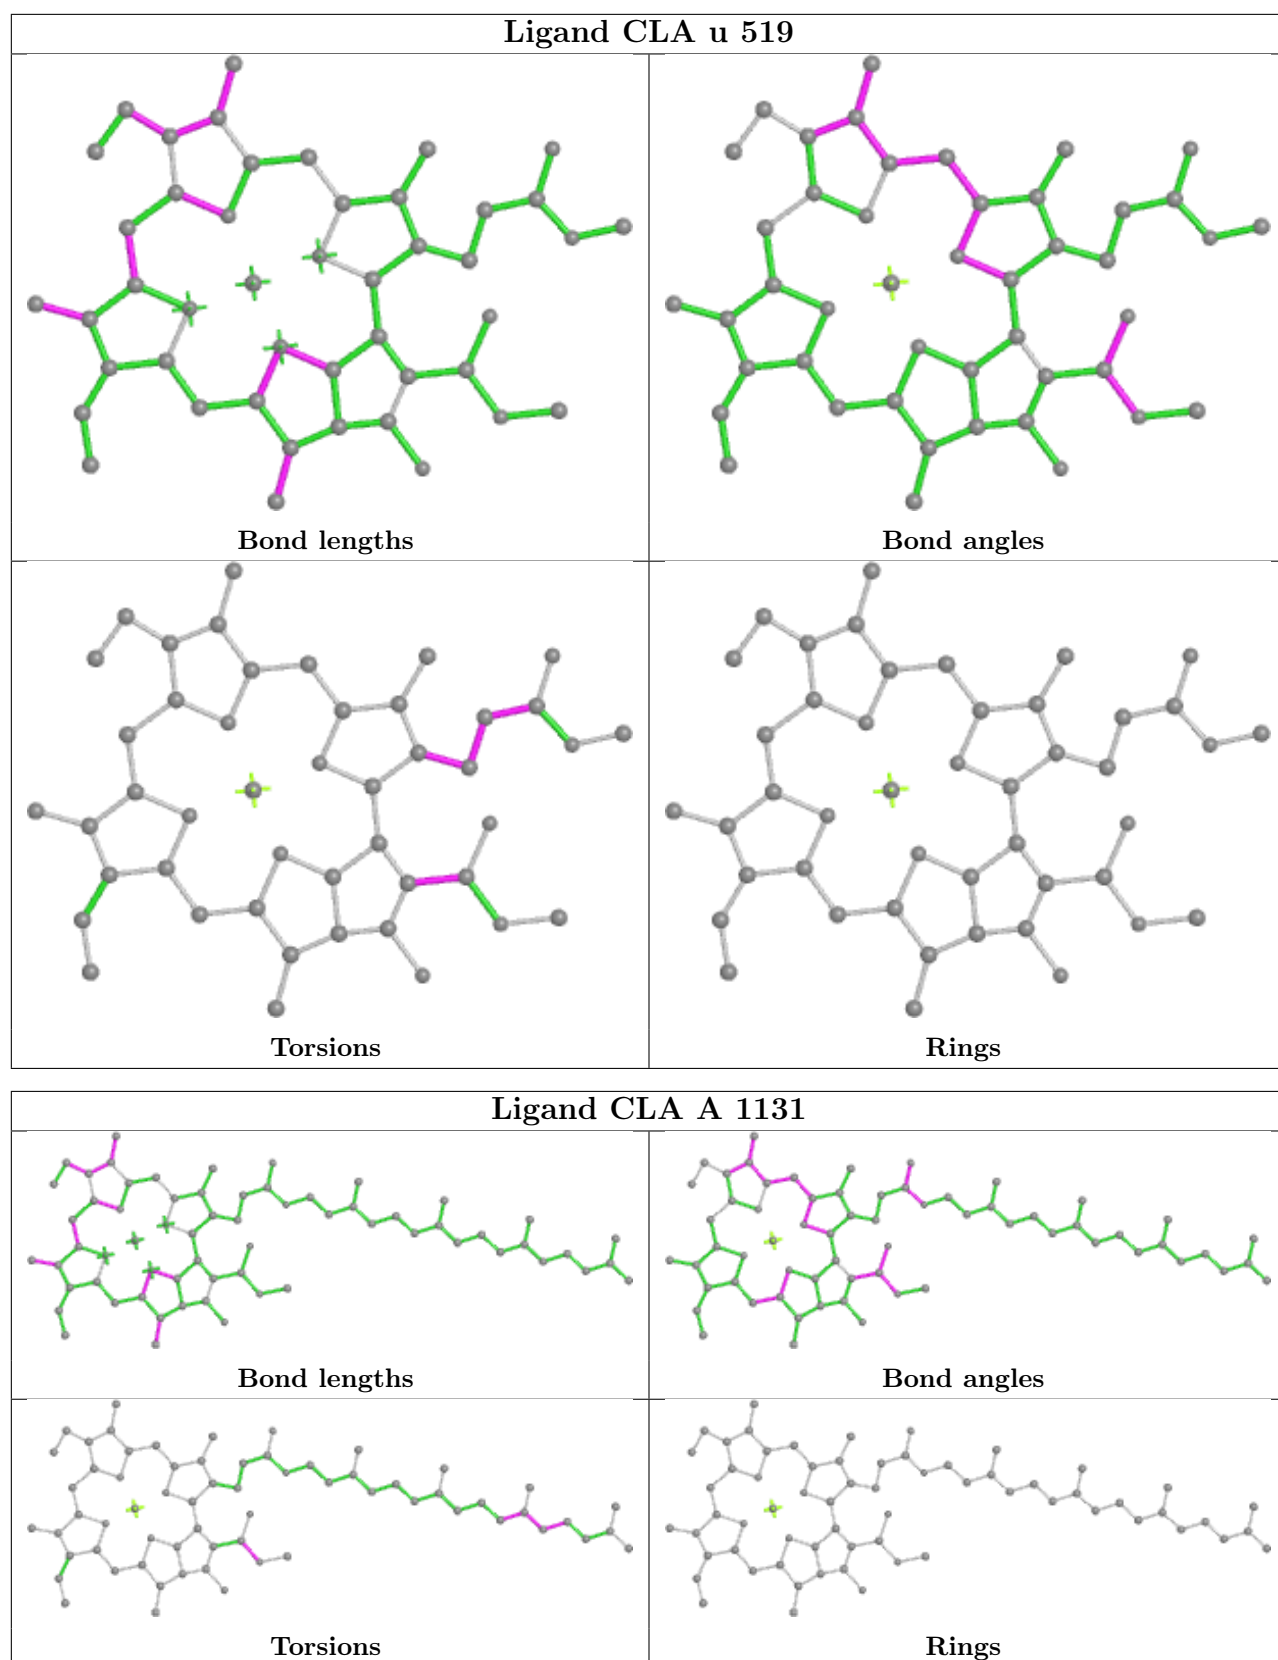 Ligand CLA u 519
Bond lengths
Bond angles
Torsions
Rings
Ligand CLA A 1131
Bond lengths
Bond angles
Torsions
Rings